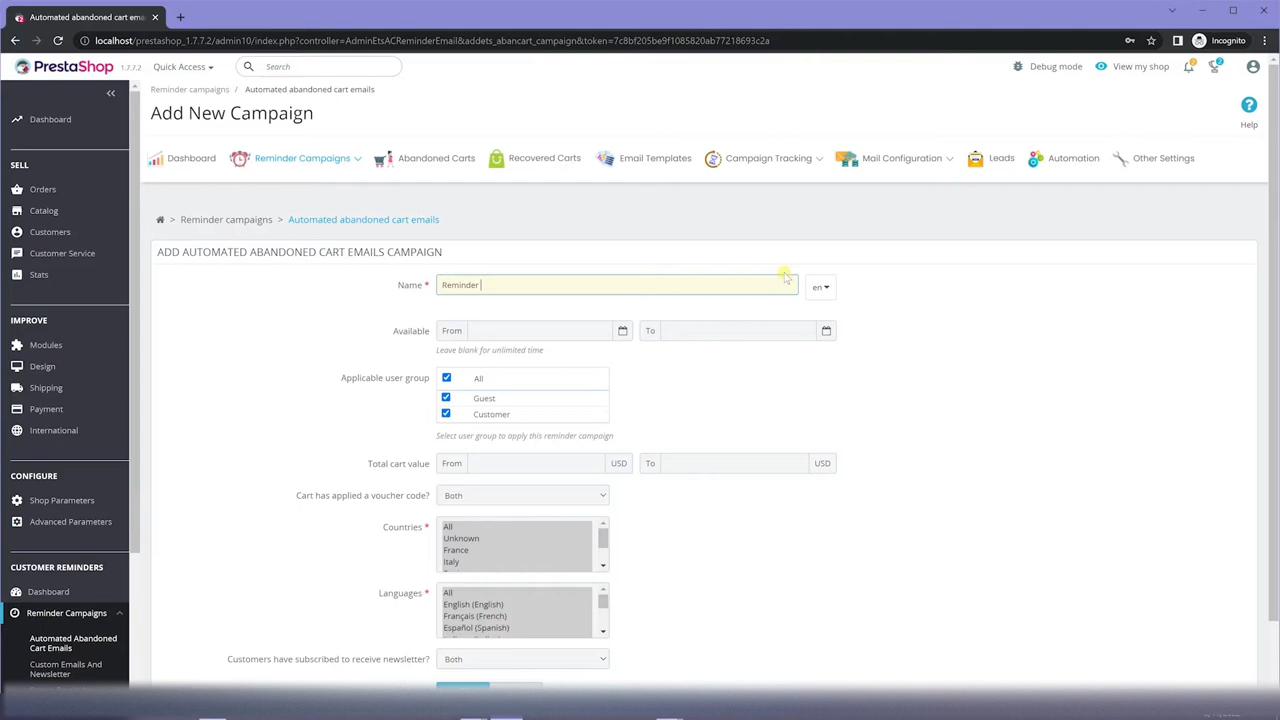 Automated abandoned cart ema
localhost/prestashop_1.7.7.2/admin10/index.php?controller=AdminEtsACReminderEmail&addets_abancart_campaign&token=7c8bf205be9f1085820ab77218693c2a
Incognito
PrestaShop 1.7.7.2
Quick Access
Search
Debug mode
View my shop
2
2
Reminder campaigns / Automated abandoned cart emails
Add New Campaign
Help
Dashboard
Reminder Campaigns
Abandoned Carts
Recovered Carts
Email Templates
Campaign Tracking
Mail Configuration
Leads
Automation
Other Settings
Dashboard
SELL
Orders
Catalog
Customers
Customer Service
Stats
IMPROVE
Modules
Design
Shipping
Payment
International
CONFIGURE
Shop Parameters
Advanced Parameters
CUSTOMER REMINDERS
Dashboard
Reminder Campaigns
Automated Abandoned
Cart Emails
Custom Emails And
Newsletter
> Reminder campaigns > Automated abandoned cart emails
ADD AUTOMATED ABANDONED CART EMAILS CAMPAIGN
Name * Reminder en
Available From To
Leave blank for unlimited time
Applicable user group All
Guest
Customer
Select user group to apply this reminder campaign
Total cart value From USD To USD
Cart has applied a voucher code? Both
Countries * All
Unknown
France
Italy
Languages * All
English (English)
Français (French)
Español (Spanish)
Customers have subscribed to receive newsletter? Both